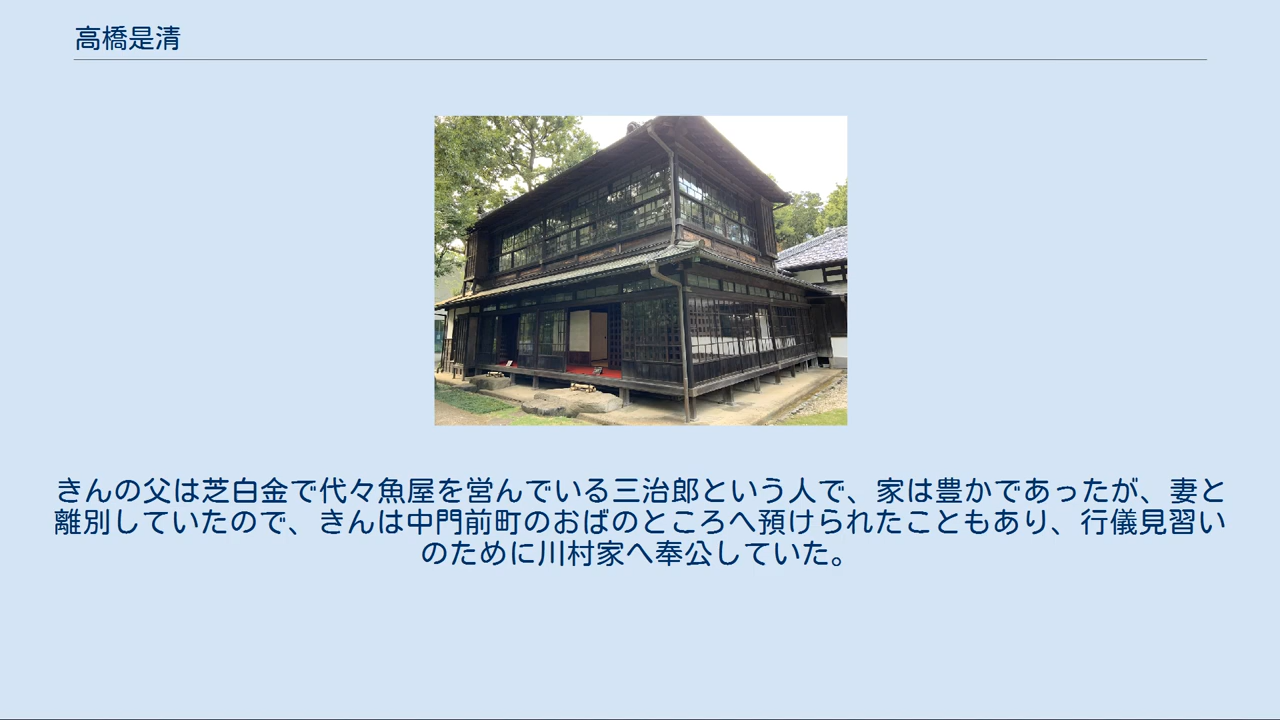 高橋是清
きんの父は芝白金で代々魚屋を営んでいる三治郎という人で、家は豊かであったが、妻と
離別していたので、きんは中門前町のおばのところへ預けられたこともあり、行儀見習い
のために川村家へ奉公していた。